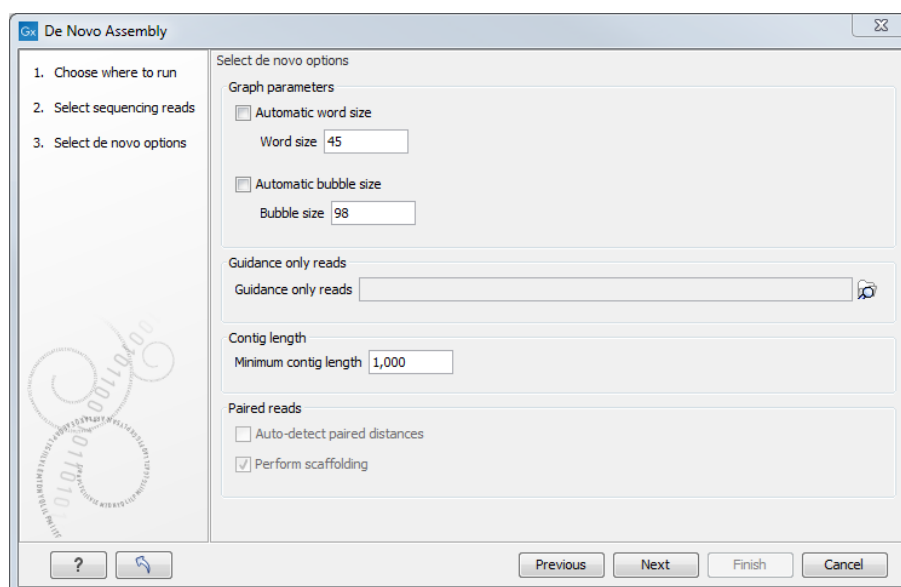 Gx De Novo Assembly
1. Choose where to run
2. Select sequencing reads
3. Select de novo options
Select de novo options
Graph parameters
Automatic word size
Word size 45
Automatic bubble size
Bubble size 98
Guidance only reads
Guidance only reads
Contig length
Minimum contig length 1,000
Paired reads
Auto-detect paired distances
Perform scaffolding
?
Previous
Next
Finish
Cancel